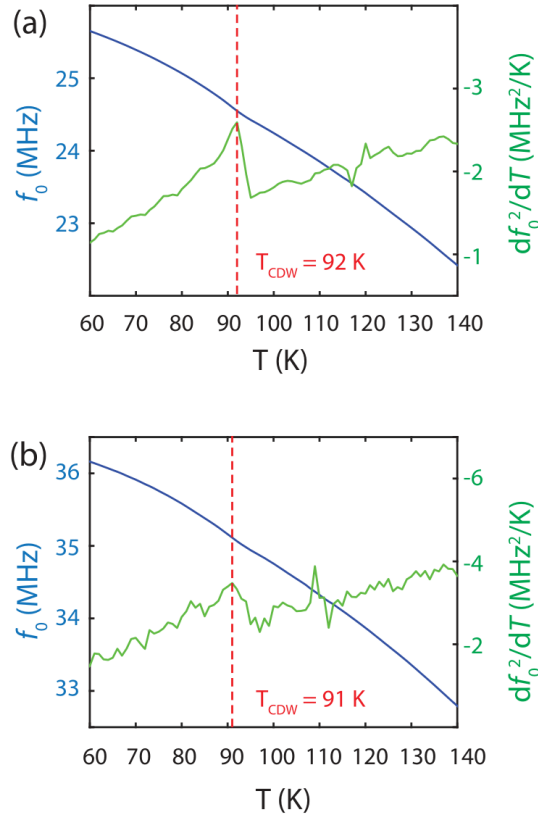 (a)
25
24
23
f₀ (MHz)
-3
-2
-1
df₀²/dT (MHz²/K)
T_CDW = 92 K
60 70 80 90 100 110 120 130 140
T (K)
(b)
36
35
34
33
f₀ (MHz)
-6
-4
-2
df₀²/dT (MHz²/K)
T_CDW = 91 K
60 70 80 90 100 110 120 130 140
T (K)